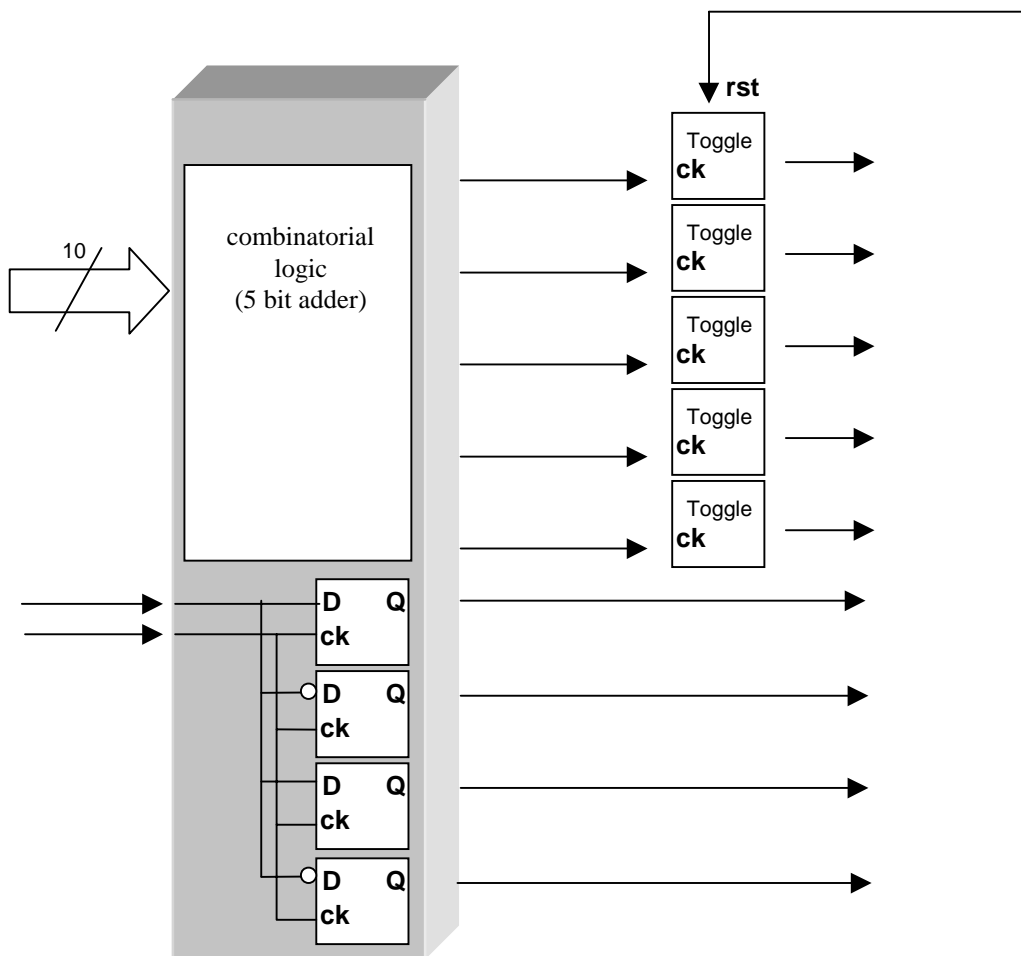 rst
Toggle
ck
Toggle
ck
10
combinatorial
logic
(5 bit adder)
Toggle
ck
Toggle
ck
Toggle
ck
D Q
ck
D Q
ck
D Q
ck
D Q
ck